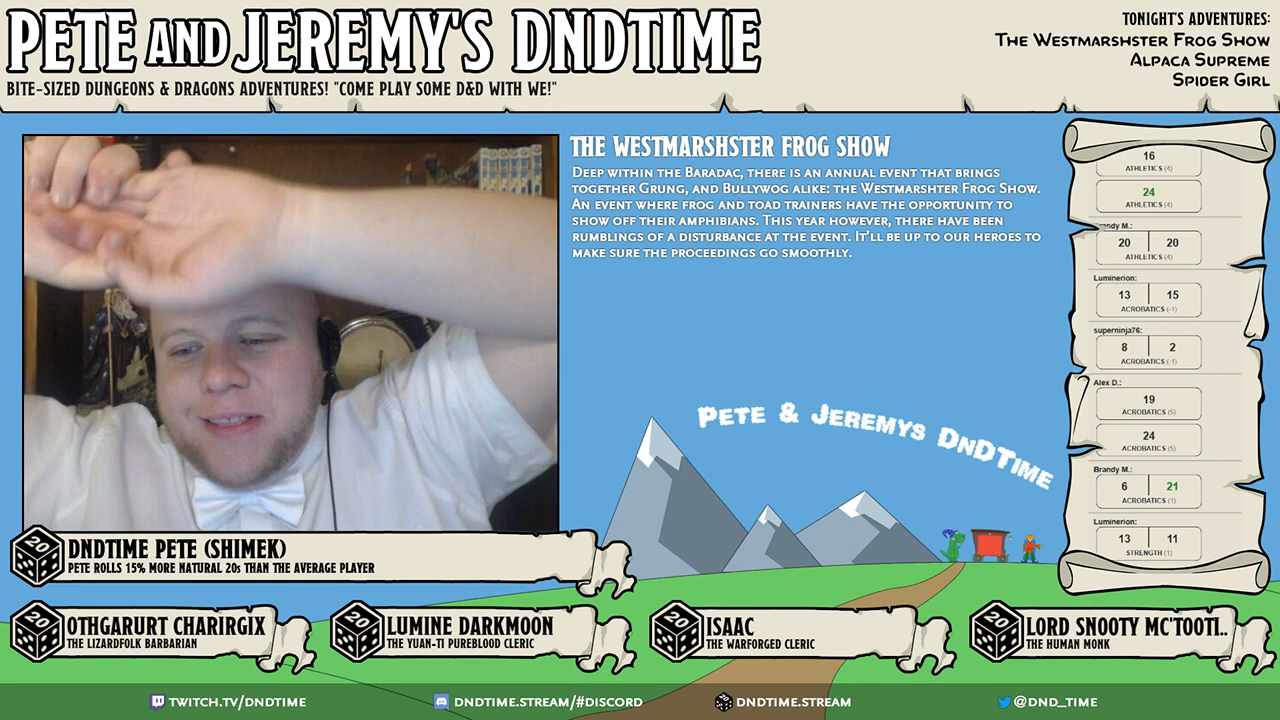 PETE AND JEREMY'S DNDTIME
BITE-SIZED DUNGEONS & DRAGONS ADVENTURES! "COME PLAY SOME D&D WITH WE!"
TONIGHT'S ADVENTURES:
THE WESTMARSHSTER FROG SHOW
ALPACA SUPREME
SPIDER GIRL
THE WESTMARSHSTER FROG SHOW
DEEP WITHIN THE BARADAC, THERE IS AN ANNUAL EVENT THAT BRINGS
TOGETHER GRUNG, AND BULLYWOG ALIKE: THE WESTMARSHTER FROG SHOW.
AN EVENT WHERE FROG AND TOAD TRAINERS HAVE THE OPPORTUNITY TO
SHOW OFF THEIR AMPHIBIANS. THIS YEAR HOWEVER, THERE HAVE BEEN
RUMBLINGS OF A DISTURBANCE AT THE EVENT. IT'LL BE UP TO OUR HEROES TO
MAKE SURE THE PROCEEDINGS GO SMOOTHLY.
PETE & JEREMYS DNDTIME
16
ATHLETICS (4)
24
ATHLETICS (4)
andy M.:
20 20
ATHLETICS (4)
Luminerion:
13 15
ACROBATICS (-1)
superninja76:
8 2
ACROBATICS (-1)
Alex D.:
19
ACROBATICS (5)
24
ACROBATICS (5)
Brandy M.:
6 21
ACROBATICS (1)
Luminerion:
13 11
STRENGTH (1)
20
DNDTIME PETE (SHIMEK)
PETE ROLLS 15% MORE NATURAL 20S THAN THE AVERAGE PLAYER
20
OTHGARURT CHARIRGIX
THE LIZARDFOLK BARBARIAN
20
LUMINE DARKMOON
THE YUAN-TI PUREBLOOD CLERIC
20
ISAAC
THE WARFORGED CLERIC
20
LORD SNOOTY MC'TOOTI..
THE HUMAN MONK
TWITCH.TV/DNDTIME
DNDTIME.STREAM/#DISCORD
DNDTIME.STREAM
@DND_TIME